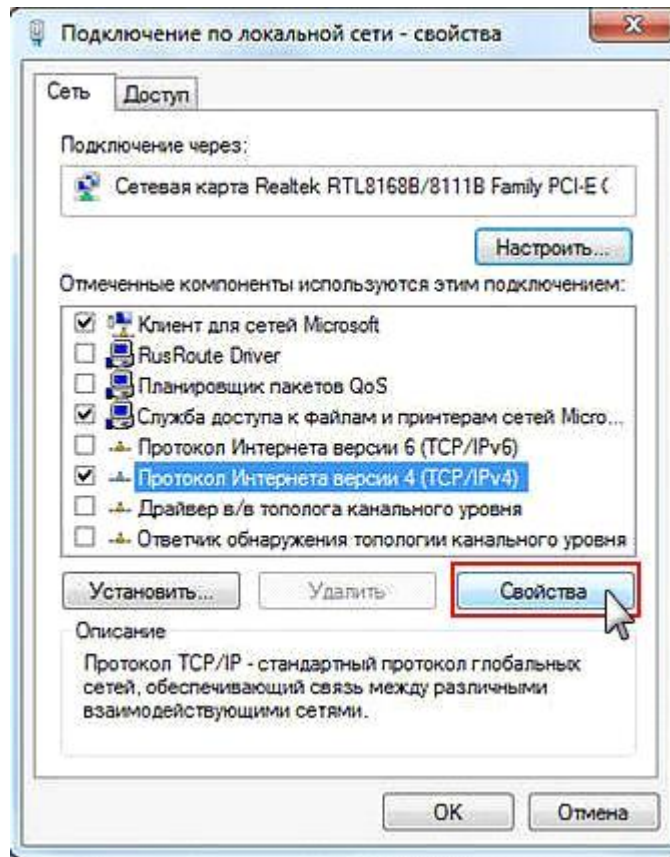 Подключение по локальной сети - свойства
Сеть
Доступ
Подключение через:
Сетевая карта Realtek RTL8168B/8111B Family PCI-E (
Настроить...
Отмеченные компоненты используются этим подключением:
Клиент для сетей Microsoft
RusRoute Driver
Планировщик пакетов QoS
Служба доступа к файлам и принтерам сетей Micro...
Протокол Интернета версии 6 (TCP/IPv6)
Протокол Интернета версии 4 (TCP/IPv4)
Драйвер в/в тополога канального уровня
Ответчик обнаружения топологии канального уровня
Установить...
Удалить
Свойства
Описание
Протокол TCP/IP - стандартный протокол глобальных
сетей, обеспечивающий связь между различными
взаимодействующими сетями.
OK
Отмена